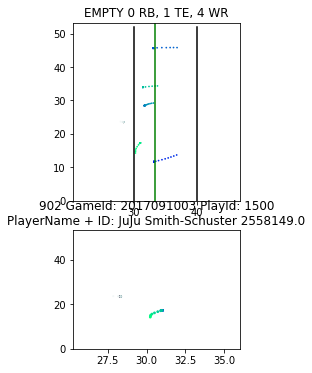 EMPTY 0 RB, 1 TE, 4 WR
50
40
30
20
10
0
30
40
902 GameId: 2017091003 PlayId: 1500
PlayerName + ID: JuJu Smith-Schuster 2558149.0
40
20
0
27.5 30.0 32.5 35.0